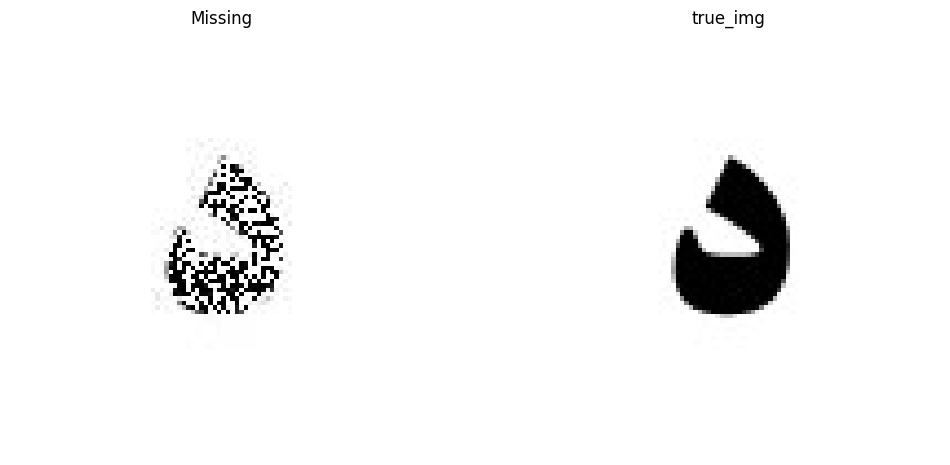 Missing true_img
د د